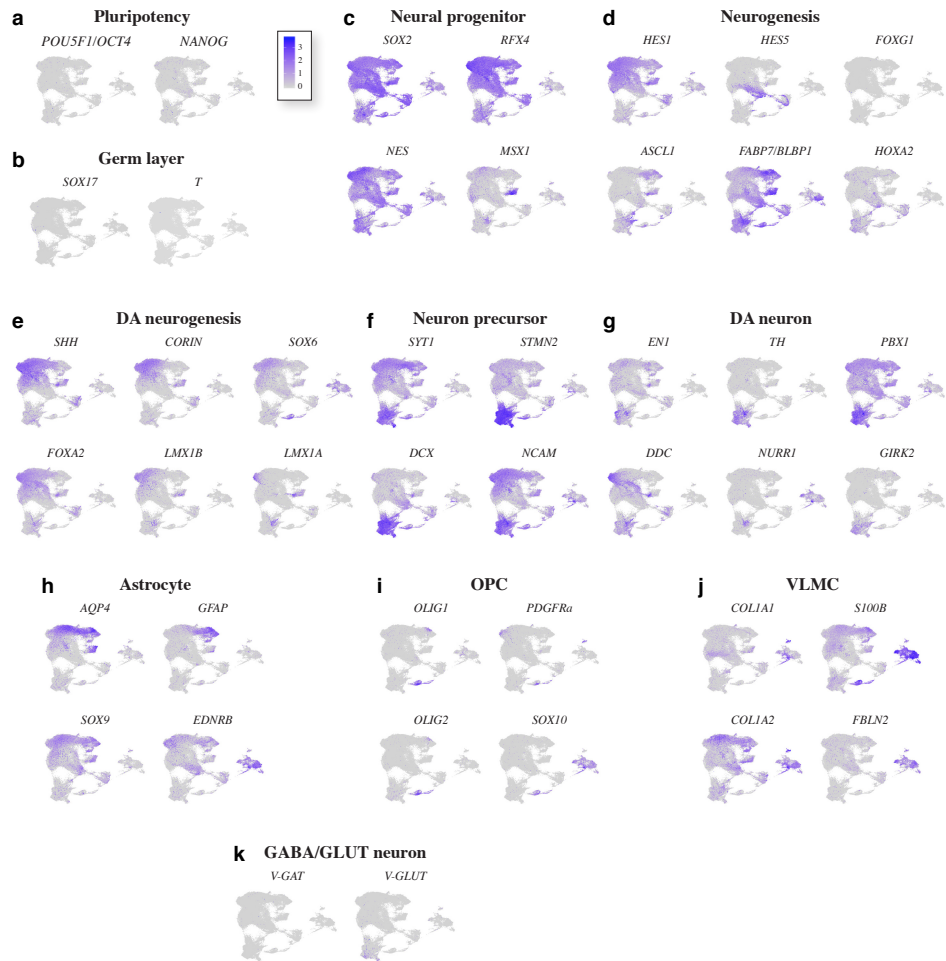 a Pluripotency
POU5F1/OCT4 NANOG
3
2
1
0
b Germ layer
SOX17 T
c Neural progenitor
SOX2 RFX4
NES MSX1
d Neurogenesis
HES1 HES5 FOXG1
ASCL1 FABP7/BLBP1 HOXA2
e DA neurogenesis
SHH CORIN SOX6
FOXA2 LMX1B LMX1A
f Neuron precursor
SYT1 STMN2
DCX NCAM
g DA neuron
EN1 TH PBX1
DDC NURR1 GIRK2
h Astrocyte
AQP4 GFAP
SOX9 EDNRB
i OPC
OLIG1 PDGFRa
OLIG2 SOX10
j VLMC
COL1A1 S100B
COL1A2 FBLN2
k GABA/GLUT neuron
V-GAT V-GLUT